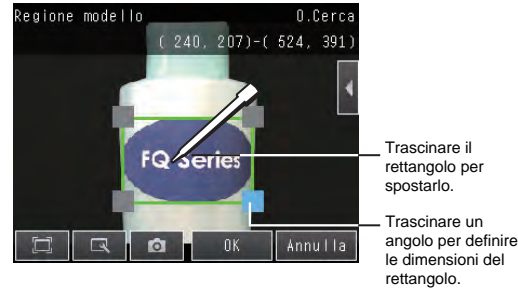 Regione modello
0.Cerca
( 240, 207)-( 524, 391)
FQ Series
Trascinare il
rettangolo per
spostarlo.
Trascinare un
angolo per definire
le dimensioni del
rettangolo.
OK
Annulla